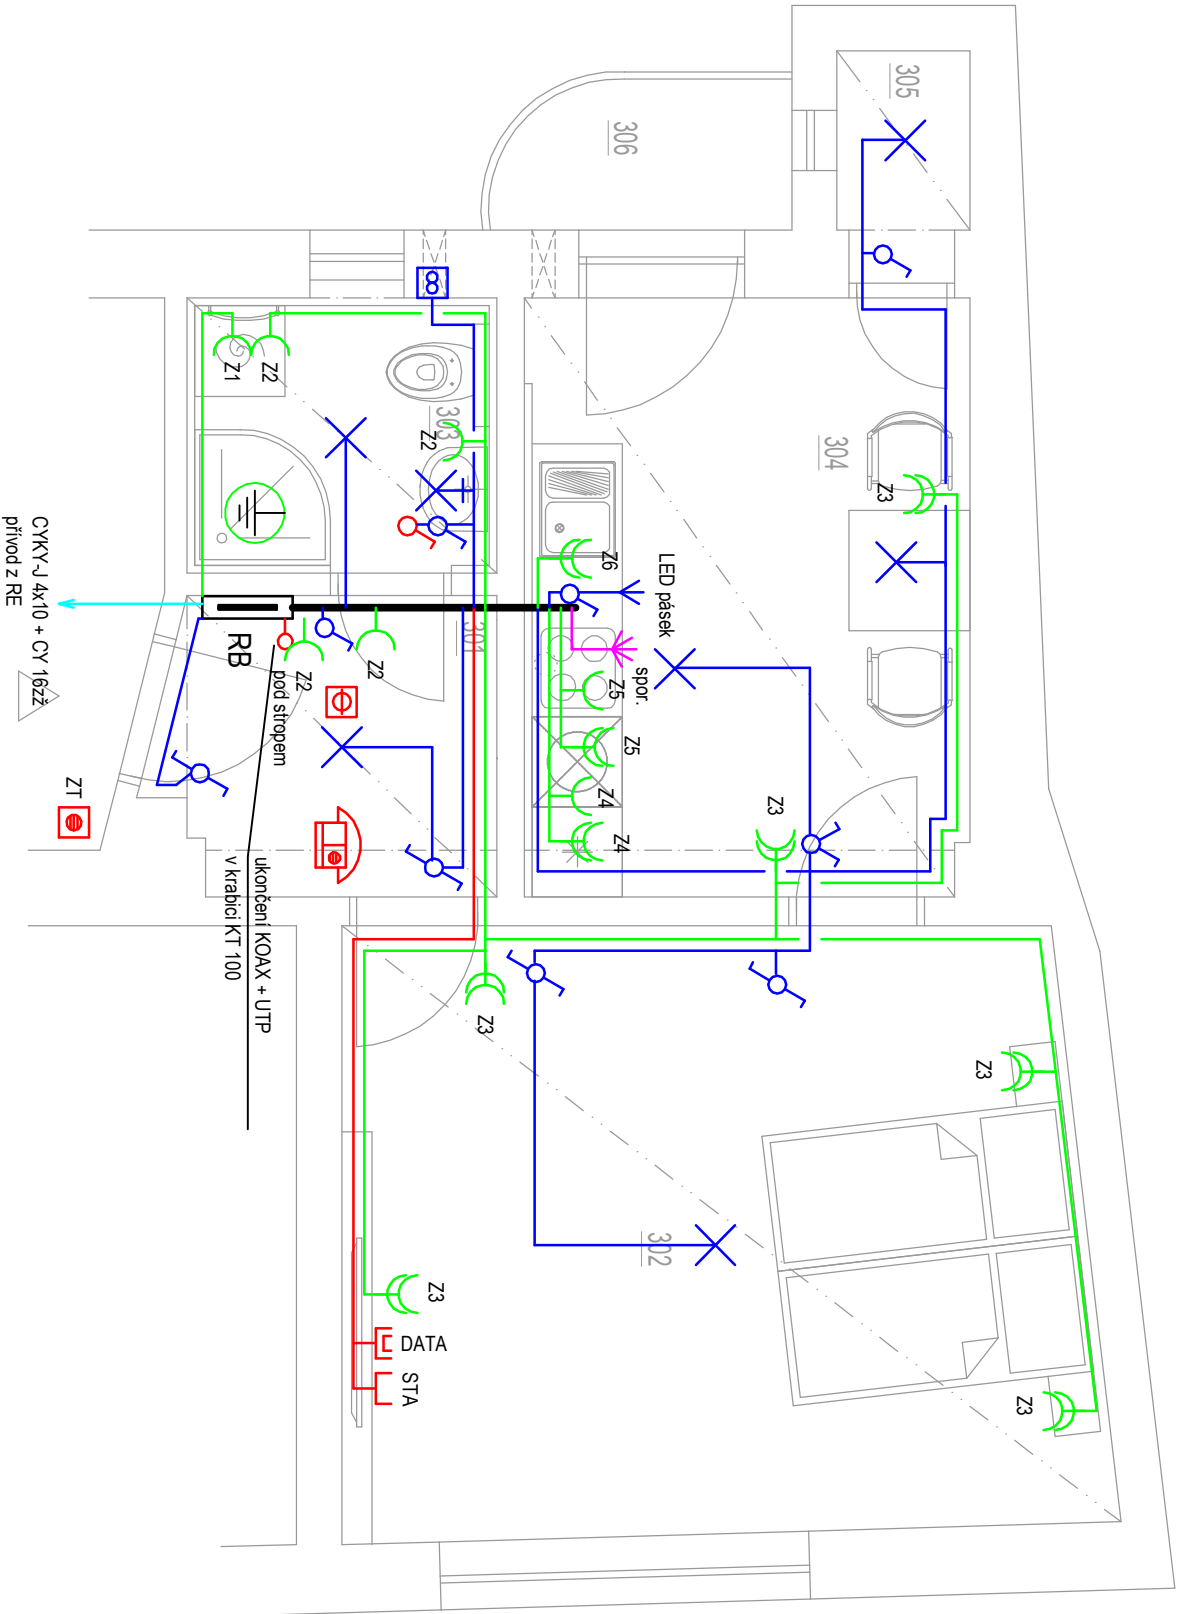 305
306
304
303
301
302
Z1
Z2
Z2
Z2
Z2
Z3
Z6
LED pásek
spor.
Z5
Z5
Z4
Z4
Z3
RB
pod stropem
CYKY-J 4x10 + CY 16zž
přívod z RE
ZT
ukončení KOAX + UTP
v krabici KT 100
Z3
Z3
Z3
DATA
STA
Z3